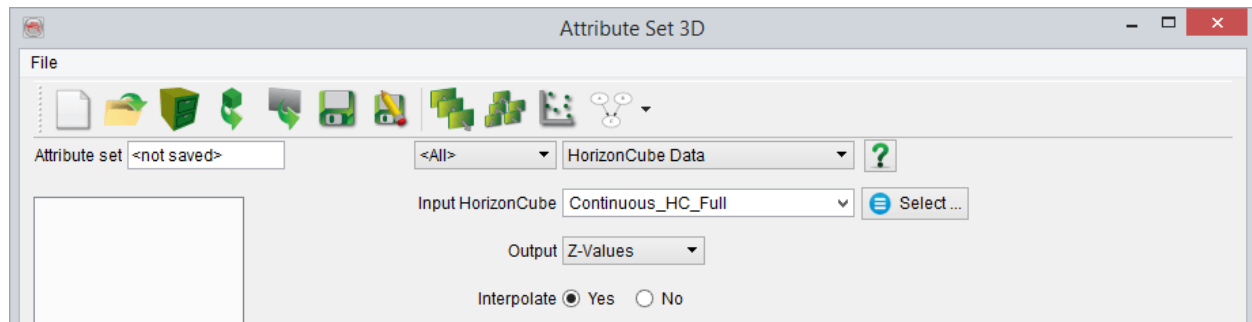 Attribute Set 3D
File
Attribute set <not saved> <All> HorizonCube Data ?
Input HorizonCube Continuous_HC_Full Select ...
Output Z-Values
Interpolate Yes No